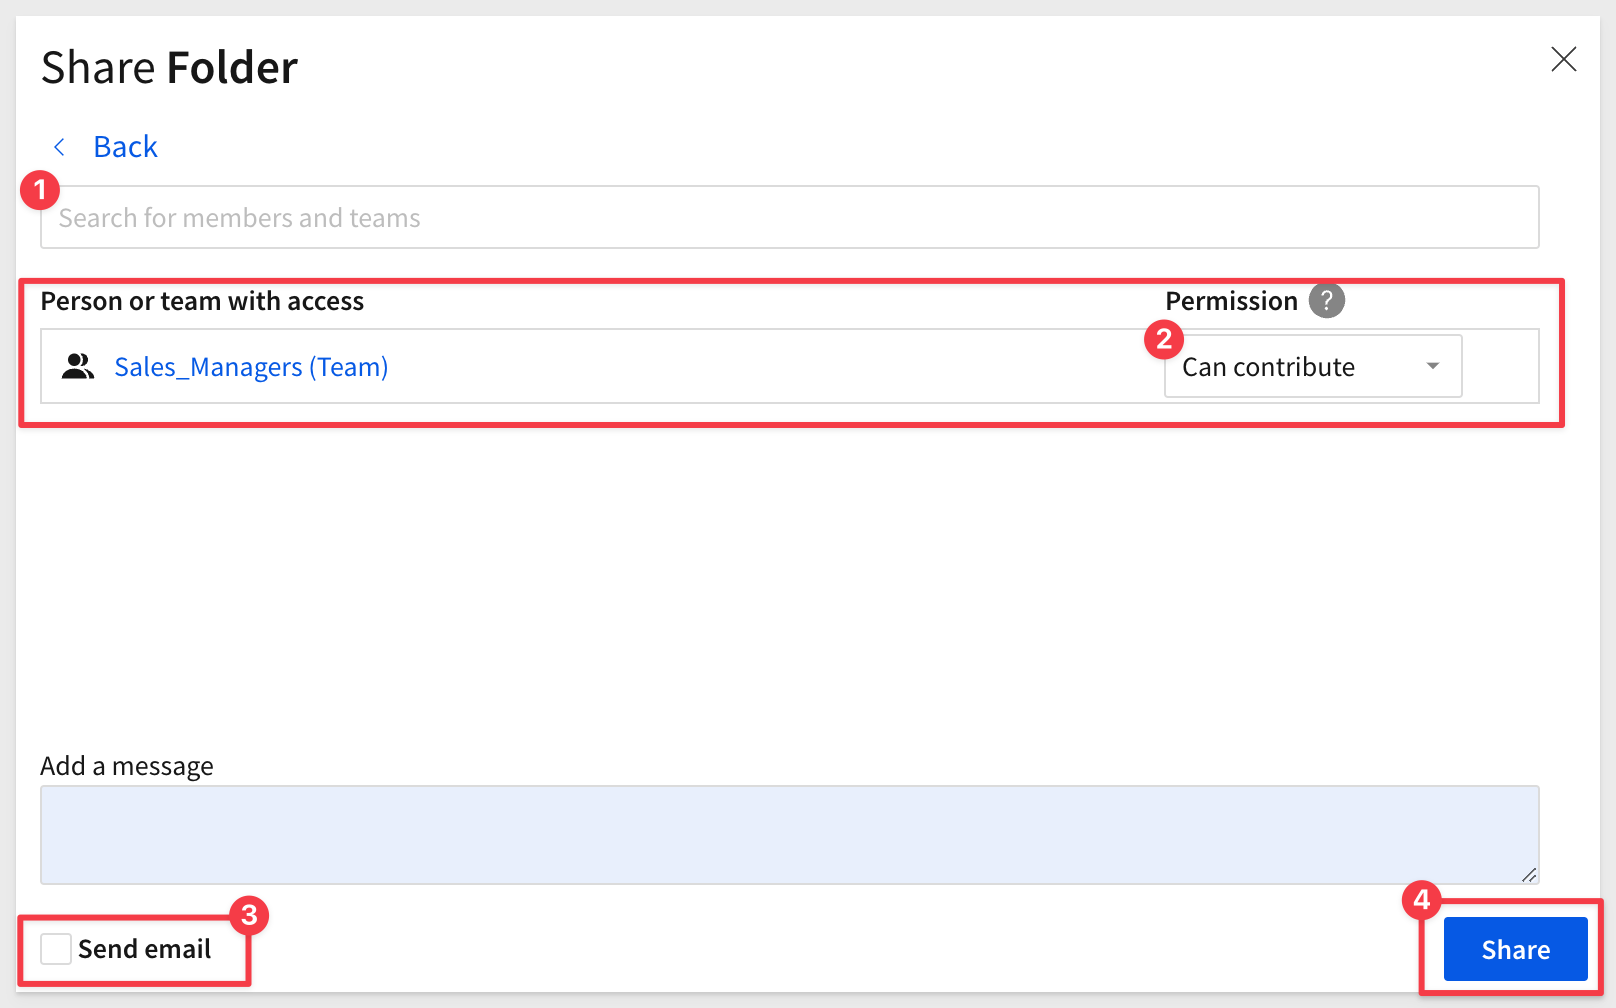 Share Folder
Back
1
Search for members and teams
Person or team with access
Permission ?
2
Sales_Managers (Team)
Can contribute
Add a message
3
Send email
4
Share